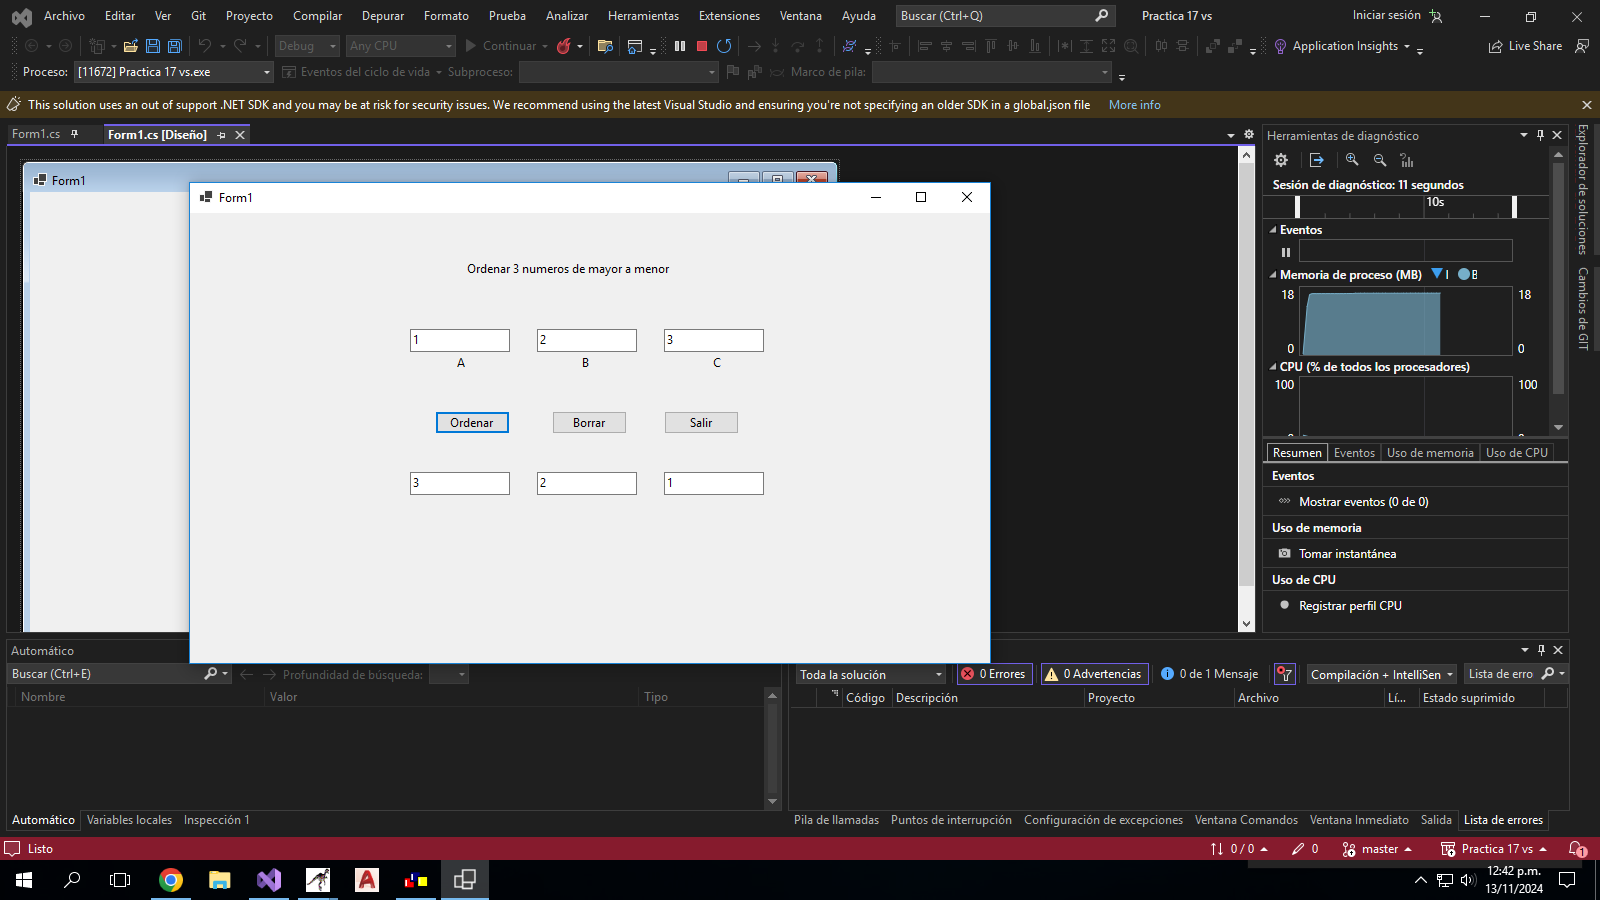 Archivo Editar Ver Git Proyecto Compilar Depurar Formato Prueba Analizar Herramientas Extensiones Ventana Ayuda Buscar (Ctrl+Q) Practica 17 vs Iniciar sesión
Debug Any CPU Continuar Application Insights Live Share
Proceso: [11672] Practica 17 vs.exe Eventos del ciclo de vida Subproceso: Marco de pila:
This solution uses an out of support .NET SDK and you may be at risk for security issues. We recommend using the latest Visual Studio and ensuring you're not specifying an older SDK in a global.json file More info
Form1.cs Form1.cs [Diseño]
Form1
Form1
Ordenar 3 numeros de mayor a menor
1 2 3
A B C
Ordenar Borrar Salir
3 2 1
Herramientas de diagnóstico
Sesión de diagnóstico: 11 segundos
10s
Eventos
Memoria de proceso (MB) I B
18 18
0 0
CPU (% de todos los procesadores)
100 100
Resumen Eventos Uso de memoria Uso de CPU
Eventos
Mostrar eventos (0 de 0)
Uso de memoria
Tomar instantánea
Uso de CPU
Registrar perfil CPU
Explorador de soluciones
Cambios de GIT
Automático
Buscar (Ctrl+E) Profundidad de búsqueda:
Nombre Valor Tipo
Automático Variables locales Inspección 1
Toda la solución 0 Errores 0 Advertencias 0 de 1 Mensaje Compilación + IntelliSen Lista de erro
Código Descripción Proyecto Archivo Lí... Estado suprimido
Pila de llamadas Puntos de interrupción Configuración de excepciones Ventana Comandos Ventana Inmediato Salida Lista de errores
Listo 0 / 0 0 master Practica 17 vs 1
12:42 p.m.
13/11/2024